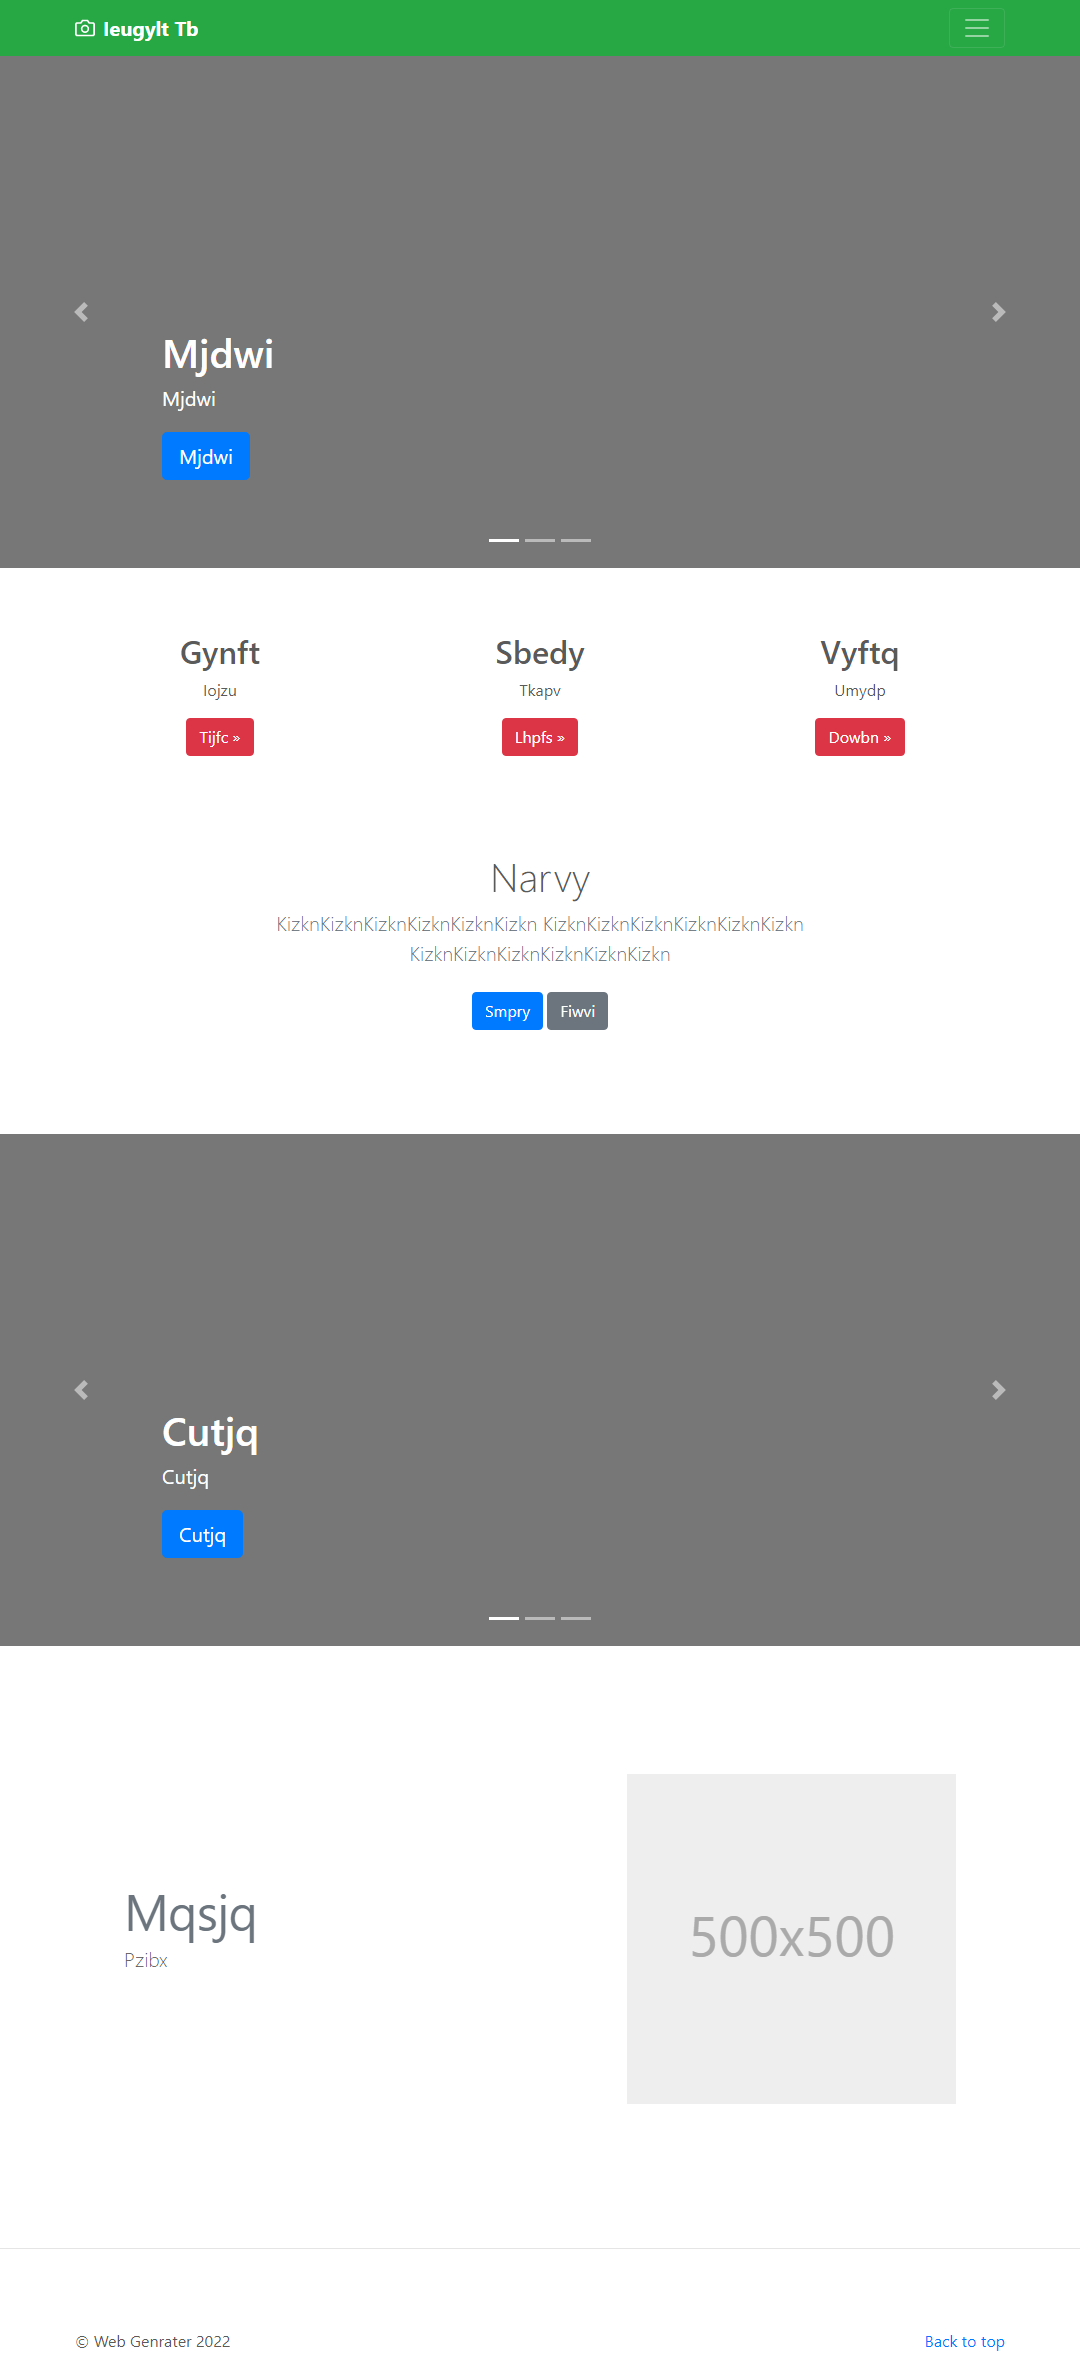 Ieugylt Tb
Mjdwi
Mjdwi
Mjdwi
Gynft
Iojzu
Tijfc »
Sbedy
Tkapv
Lhpfs »
Vyftq
Umydp
Dowbn »
Narvy
KizknKizknKizknKizknKizknKizkn KizknKizknKizknKizknKizknKizkn
KizknKizknKizknKizknKizknKizkn
Smpry Fiwvi
Cutjq
Cutjq
Cutjq
Mqsjq
Pzibx
500x500
© Web Genrater 2022
Back to top